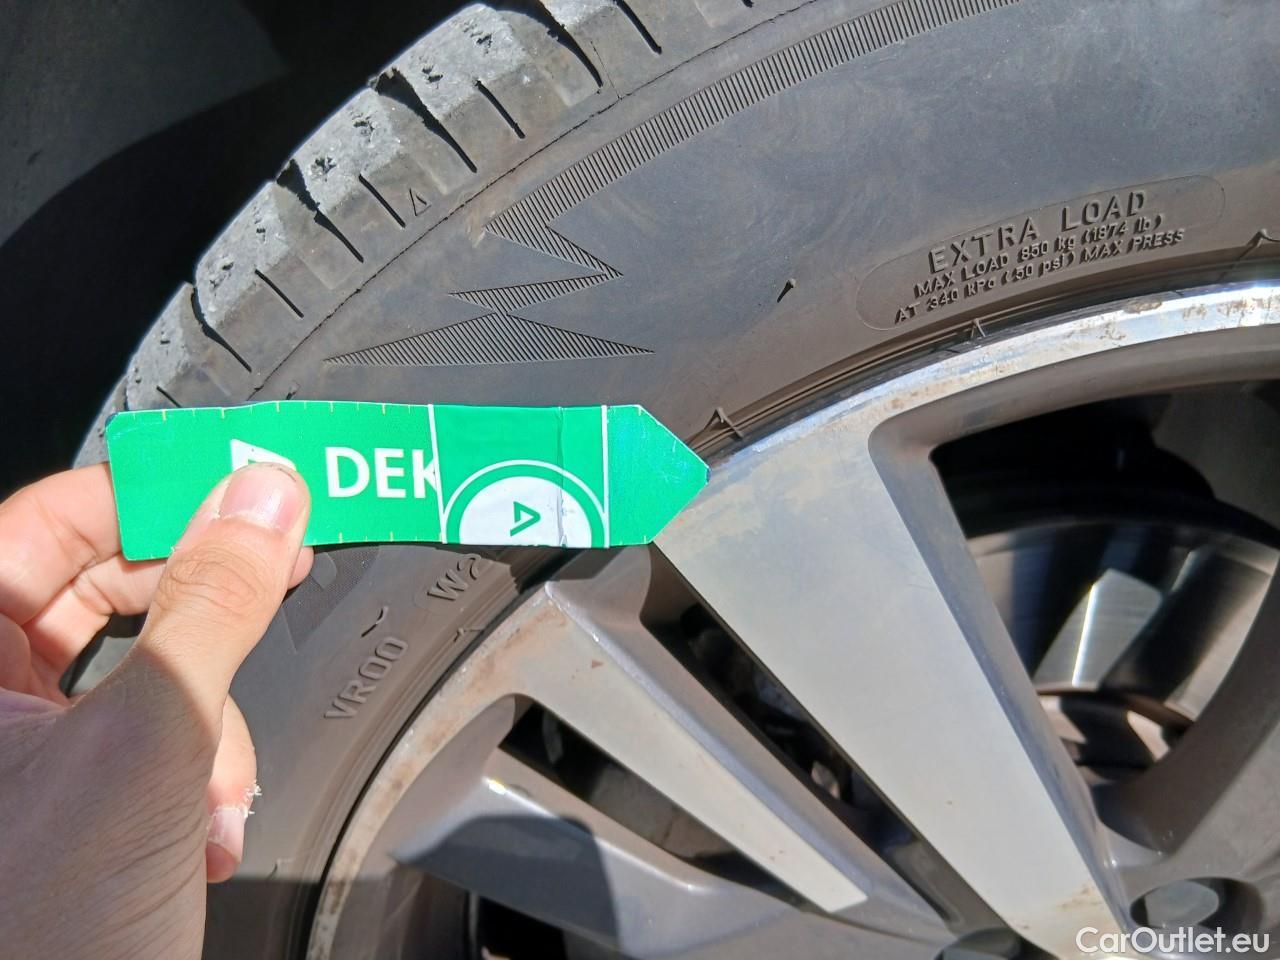 EXTRA LOAD
MAX LOAD 850 kg (1874 lb)
AT 340 kPa (50 psi) MAX PRESS
DEK
W2
VR00
CarOutlet.eu